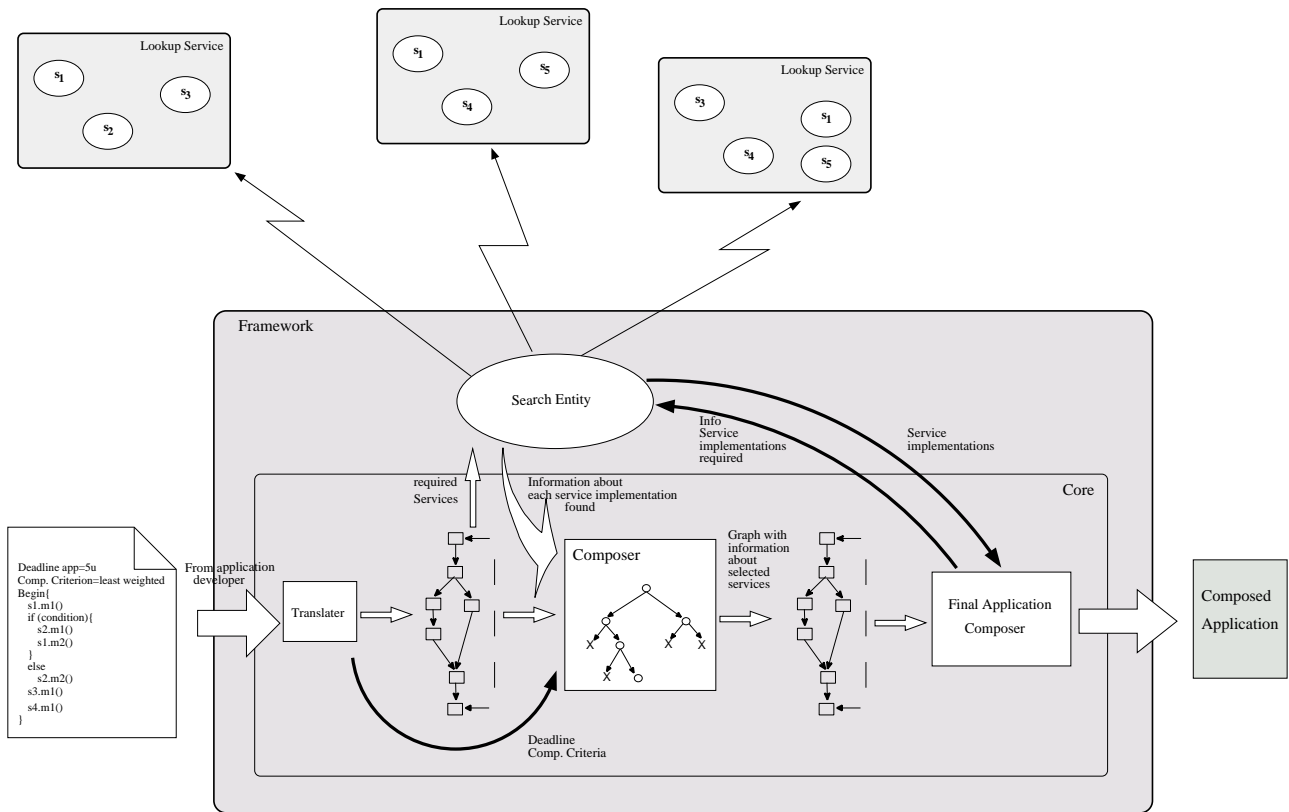 Lookup Service
s1
s3
s2
Lookup Service
s1
s5
s4
Lookup Service
s3
s1
s4
s5
Framework
Search Entity
Info
Service
implementations
required
Service
implementations
required
Services
Information about
each service implementation
found
Core
Deadline app=5u
Comp. Criterion=least weighted
Begin{
s1.m1()
if (condition){
s2.m1()
s1.m2()
}
else
s2.m2()
s3.m1()
s4.m1()
}
From application
developer
Translater
Composer
X
X
X
X
Deadline
Comp. Criteria
Graph with
information
about
selected
services
Final Application
Composer
Composed
Application